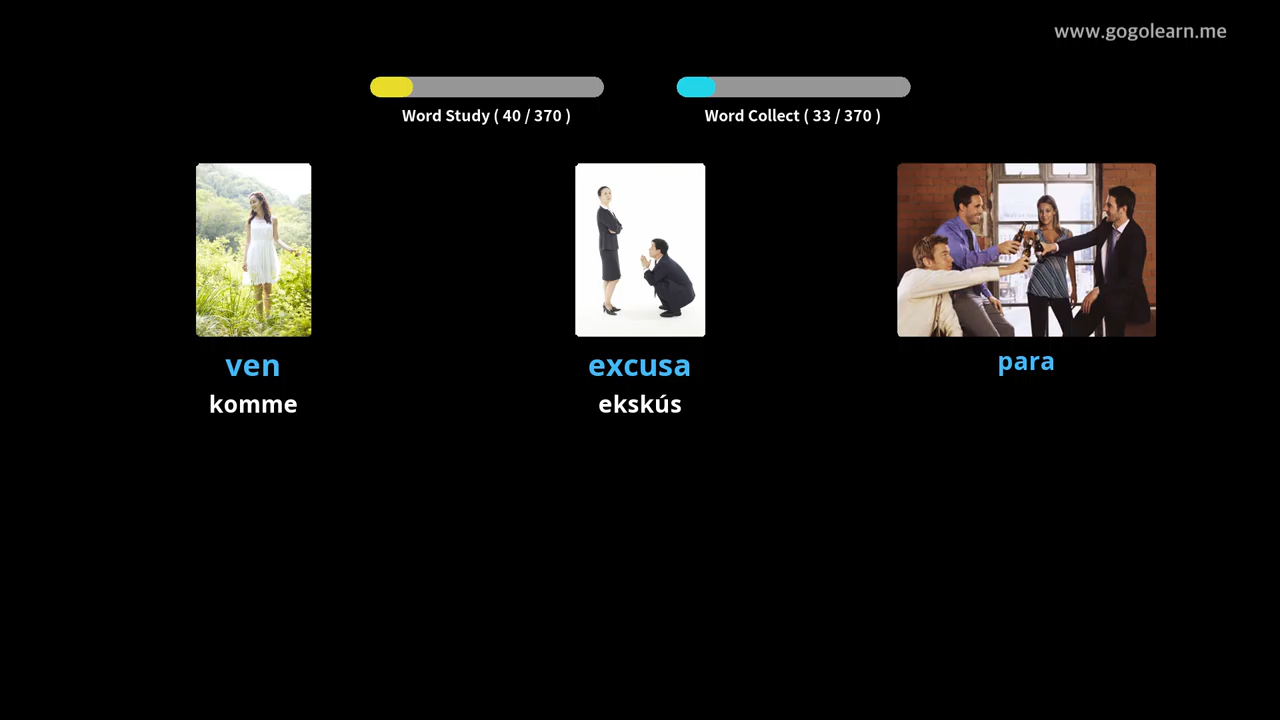 www.gogolearn.me
Word Study ( 40 / 370 )
Word Collect ( 33 / 370 )
ven
komme
excusa
ekskús
para